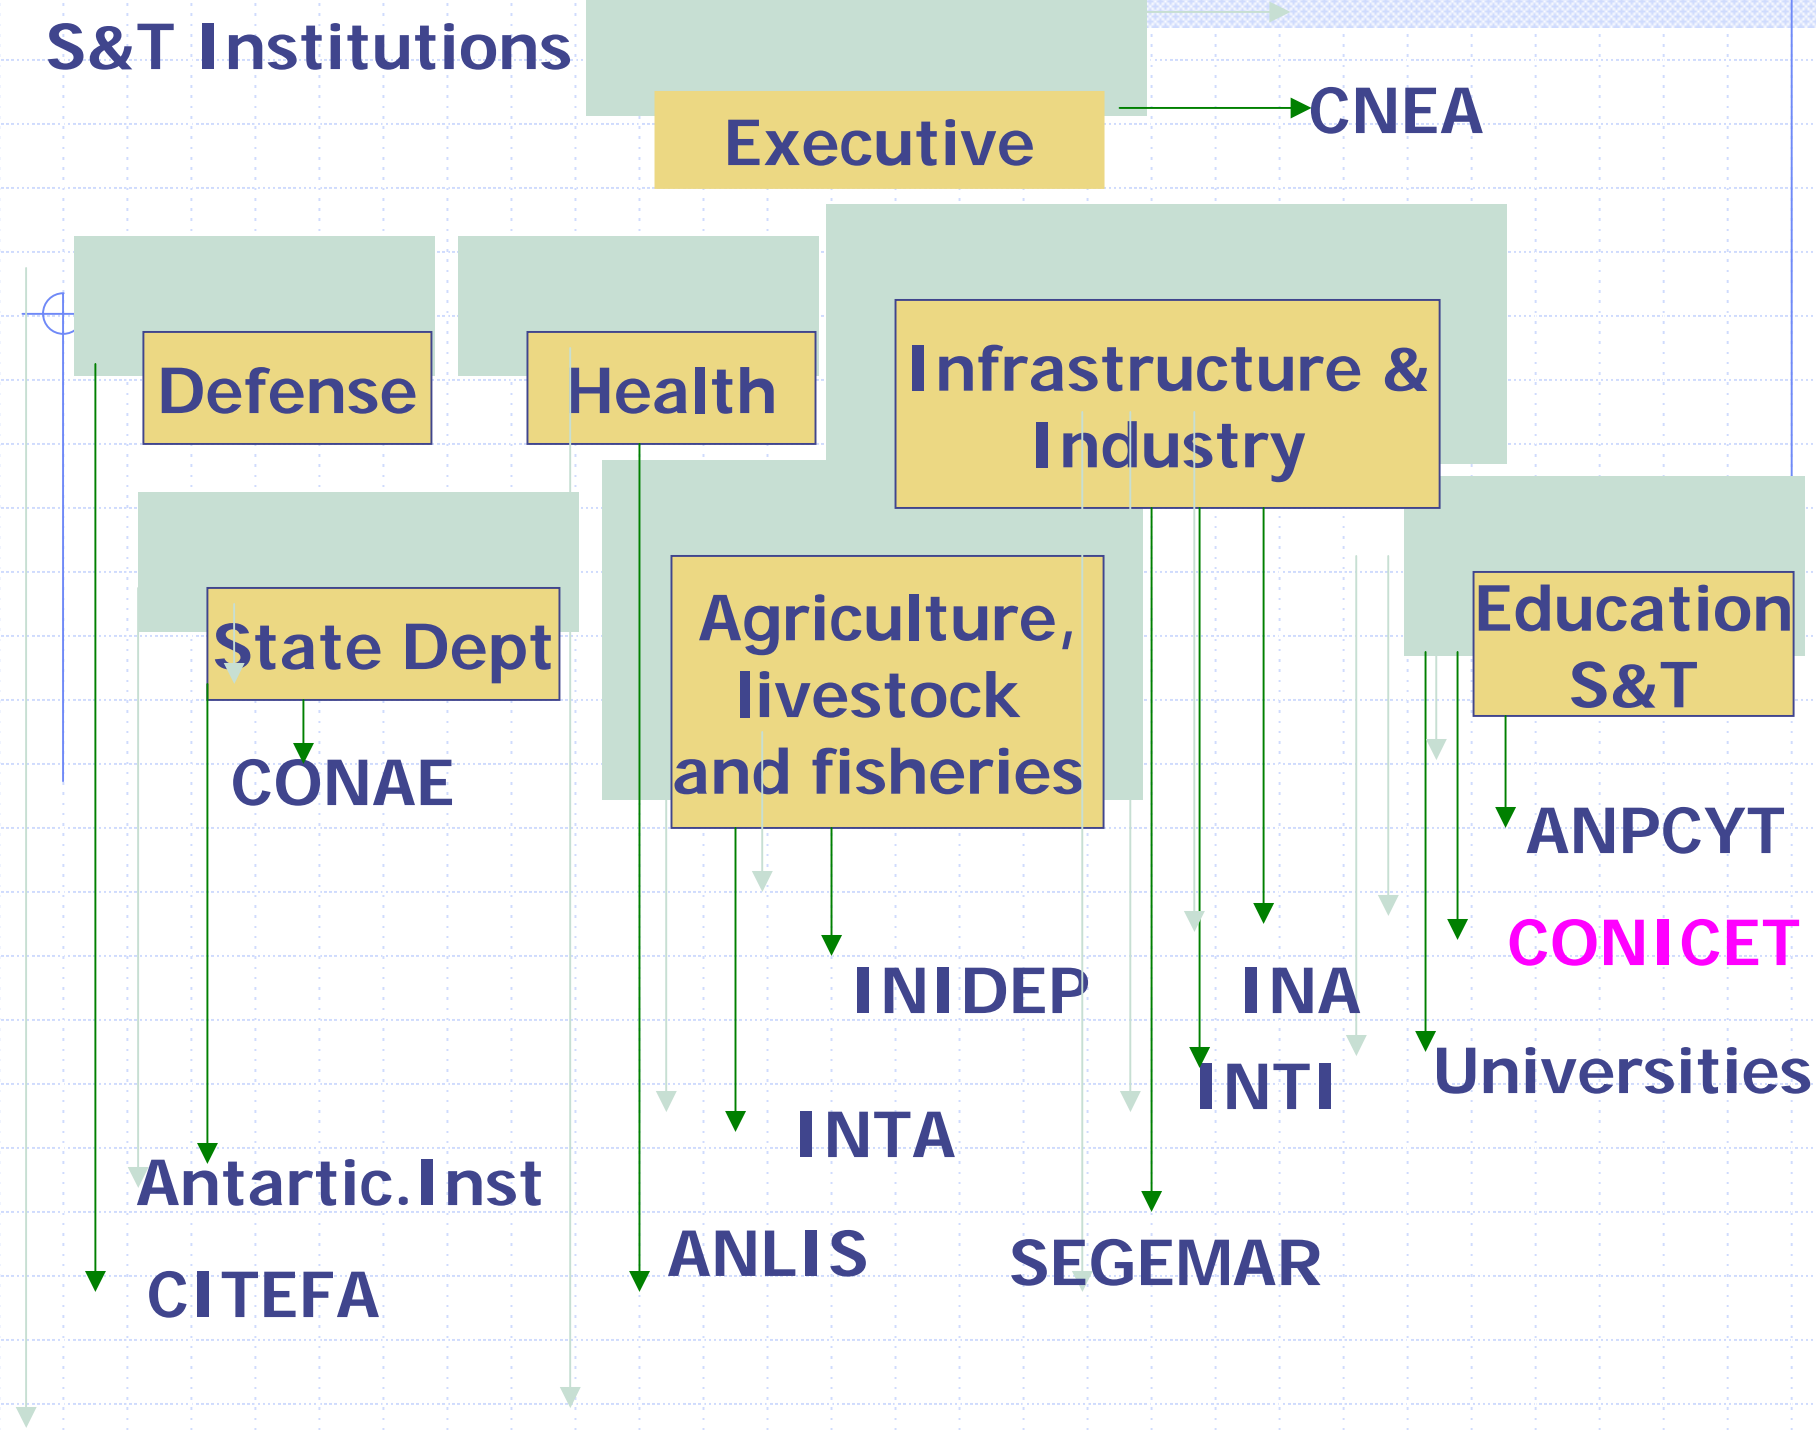 S&T Institutions
Executive
CNEA
Defense
Health
Infrastructure &
Industry
State Dept
Agriculture,
livestock
and fisheries
Education
S&T
CONAE
ANPCYT
CONICET
INIDEP
INA
Universities
INTI
INTA
Antartic.Inst
ANLIS
SEGEMAR
CITEFA